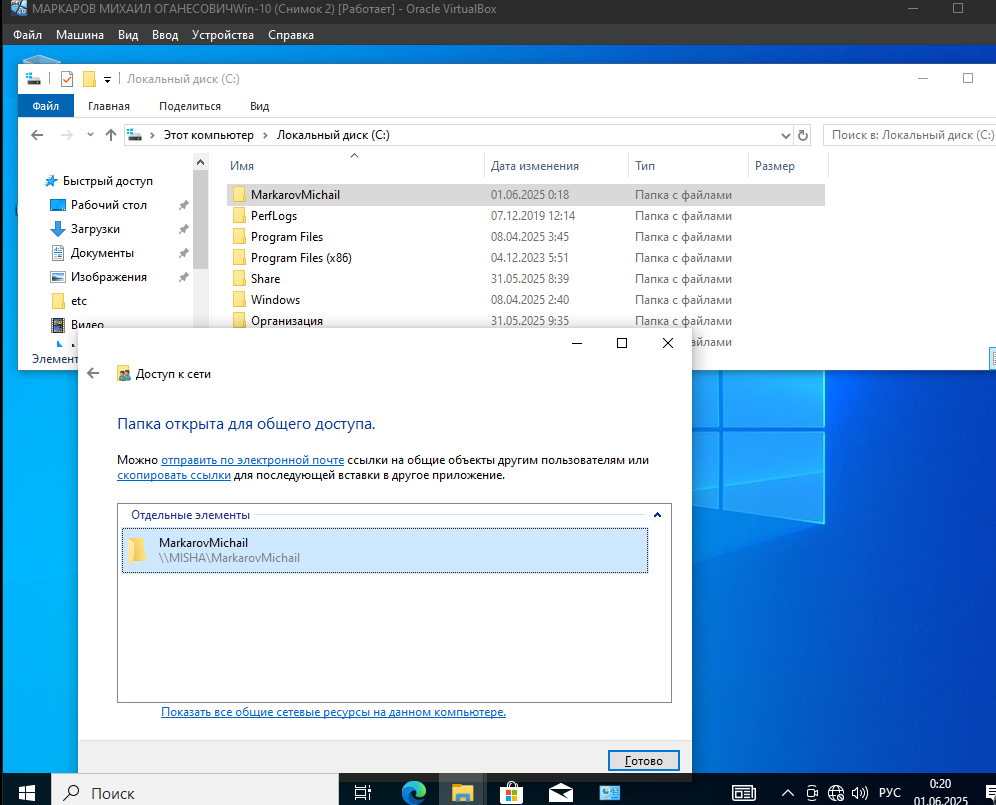 МАРКАРОВ МИХАИЛ ОГАНЕСОВИЧWin-10 (Снимок 2) [Работает] - Oracle VirtualBox
Файл Машина Вид Ввод Устройства Справка
Локальный диск (C:)
Файл Главная Поделиться Вид
Этот компьютер Локальный диск (C:) Поиск в: Локальный диск (C:)
Имя Дата изменения Тип Размер
Быстрый доступ
Рабочий стол
Загрузки
Документы
Изображения
etc
Видео
Элемент
MarkarovMichail 01.06.2025 0:18 Папка с файлами
PerfLogs 07.12.2019 12:14 Папка с файлами
Program Files 08.04.2025 3:45 Папка с файлами
Program Files (x86) 04.12.2023 5:51 Папка с файлами
Share 31.05.2025 8:39 Папка с файлами
Windows 08.04.2025 2:40 Папка с файлами
Организация 31.05.2025 9:35 Папка с файлами
айлами
Доступ к сети
Папка открыта для общего доступа.
Можно отправить по электронной почте ссылки на общие объекты другим пользователям или
скопировать ссылки для последующей вставки в другое приложение.
Отдельные элементы
MarkarovMichail
\\MISHA\MarkarovMichail
Показать все общие сетевые ресурсы на данном компьютере.
Готово
Поиск
РУС
0:20
01.06.2025